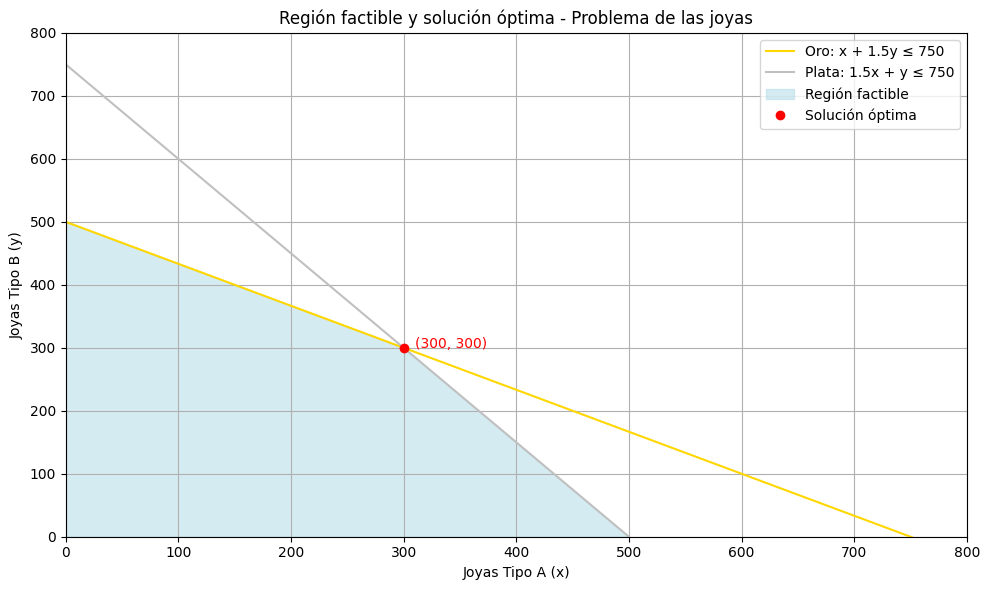 Región factible y solución óptima - Problema de las joyas
Oro: x + 1.5y ≤ 750
Plata: 1.5x + y ≤ 750
Región factible
Solución óptima
800
700
600
500
400
300
200
100
0
Joyas Tipo B (y)
(300, 300)
0 100 200 300 400 500 600 700 800
Joyas Tipo A (x)